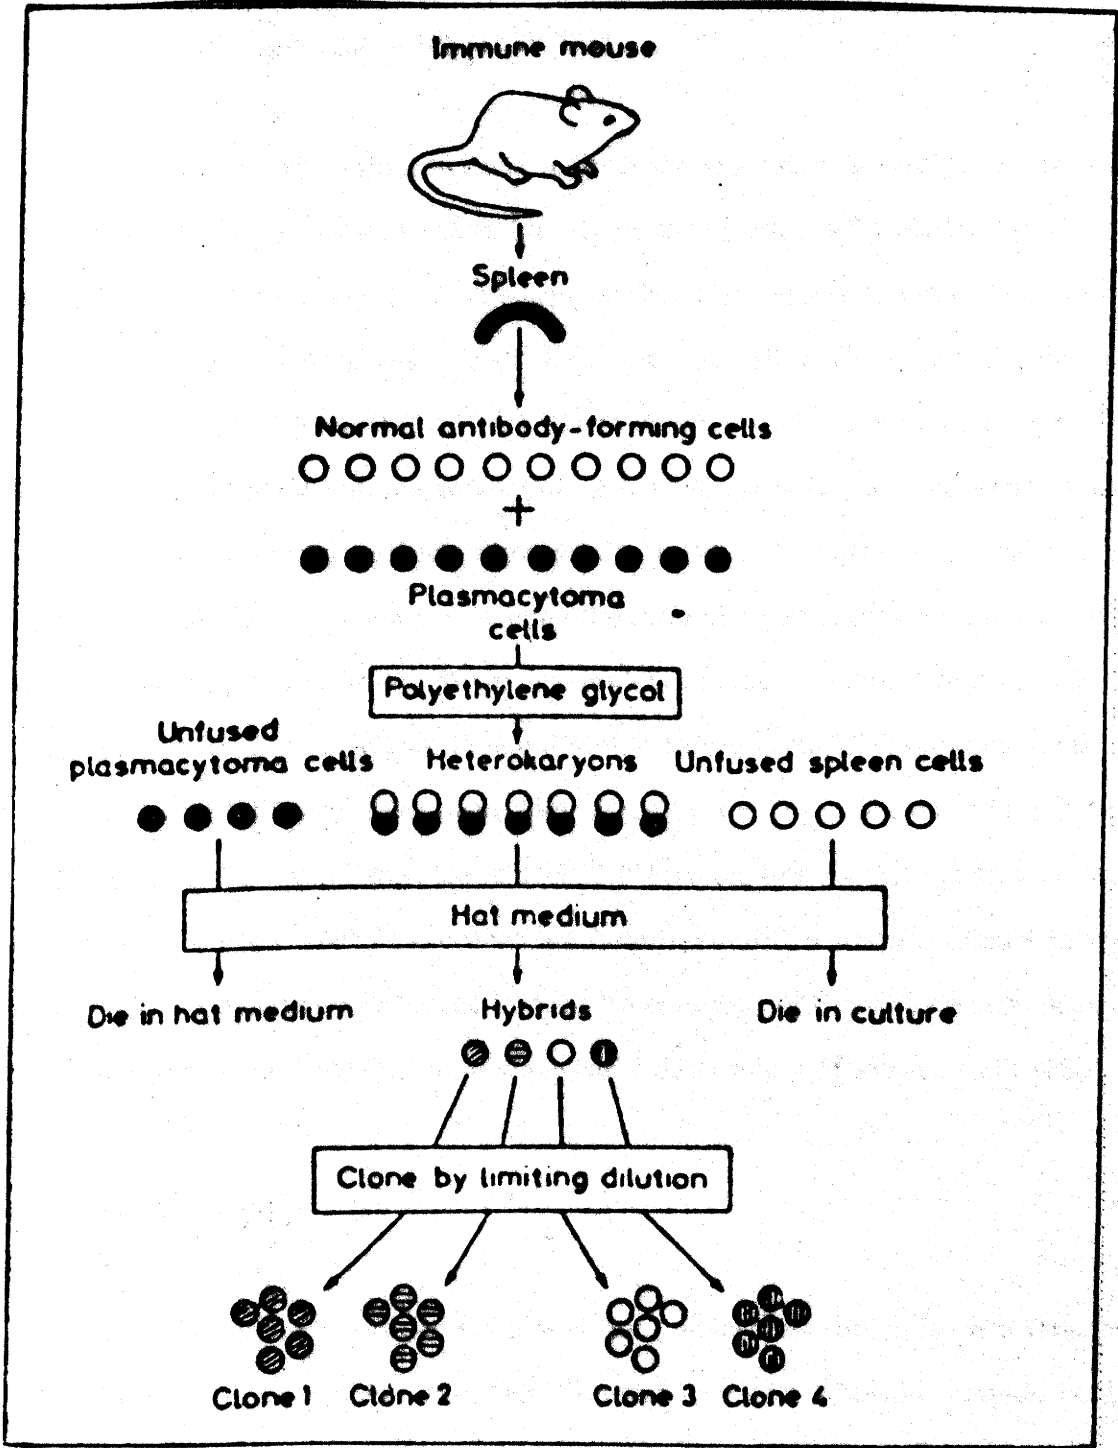 Immune mouse
Spleen
Normal antibody-forming cells
+
Plasmacytoma
cells
Polyethylene glycol
Unfused
plasmacytoma cells
Heterokaryons
Unfused spleen cells
Hat medium
Die in hat medium
Hybrids
Die in culture
Clone by limiting dilution
Clone 1
Clone 2
Clone 3
Clone 4